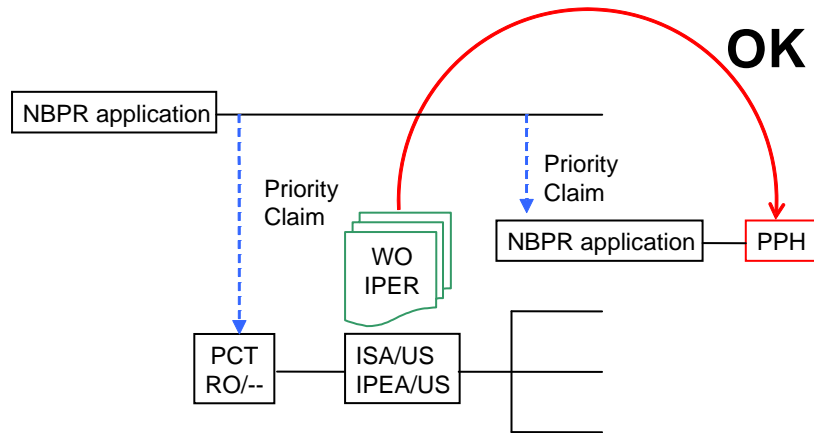 OK
NBPR application
Priority
Claim
Priority
Claim
NBPR application
PPH
WO
IPER
PCT
RO/--
ISA/US
IPEA/US